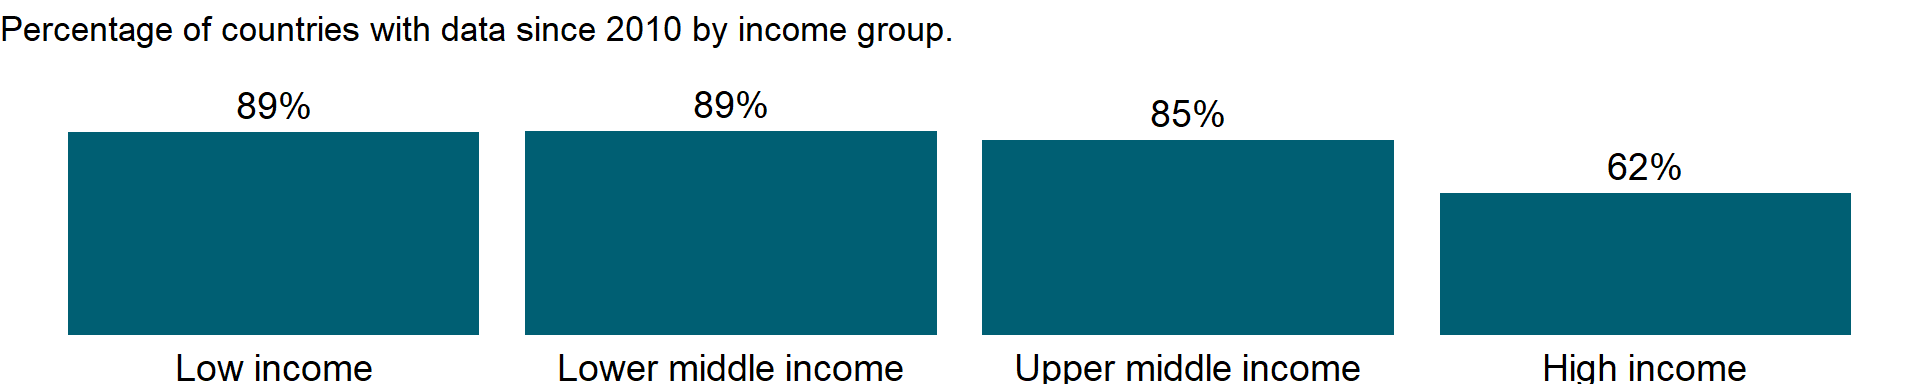 Percentage of countries with data since 2010 by income group.
89%
89%
85%
62%
Low income
Lower middle income
Upper middle income
High income